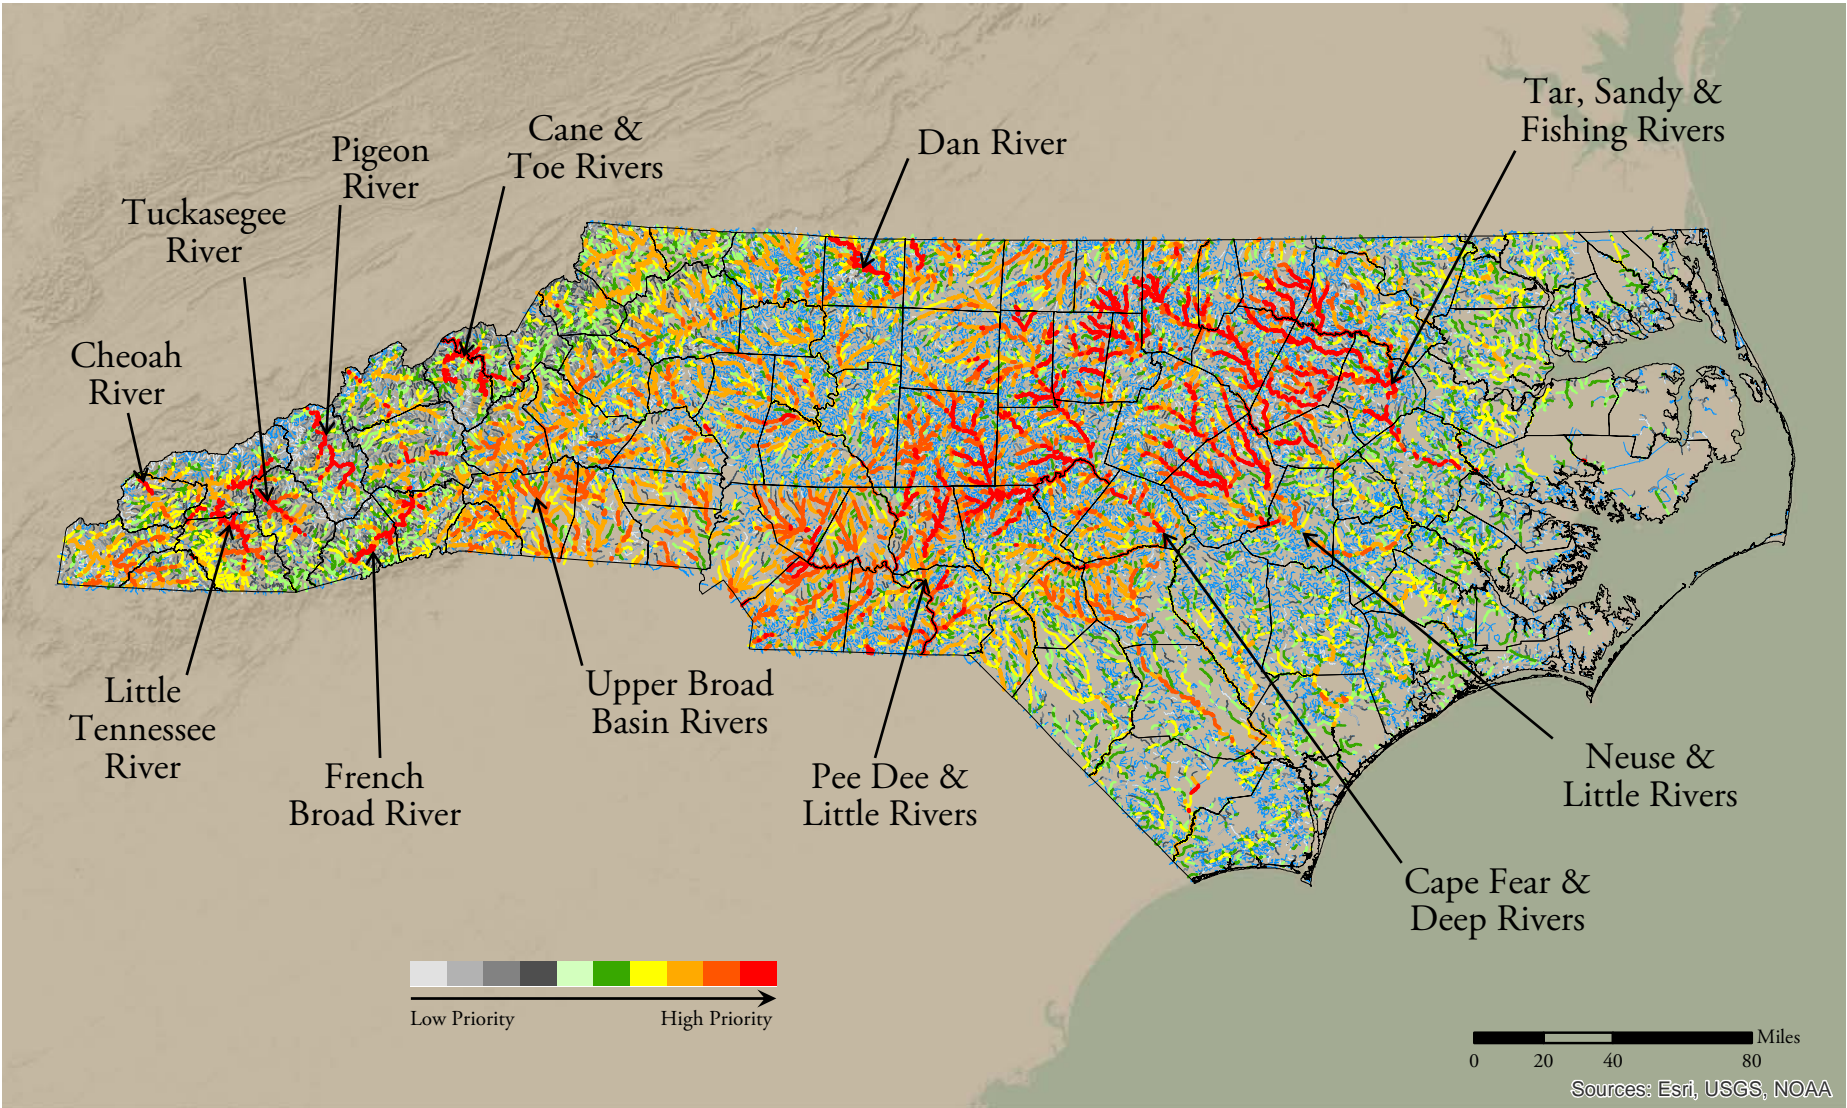 Tar, Sandy &
Fishing Rivers
Cane &
Toe Rivers
Dan River
Pigeon
River
Tuckasegee
River
Cheoah
River
Little
Tennessee
River
French
Broad River
Upper Broad
Basin Rivers
Pee Dee &
Little Rivers
Neuse &
Little Rivers
Cape Fear &
Deep Rivers
Low Priority
High Priority
Miles
0 20 40 80
Sources: Esri, USGS, NOAA